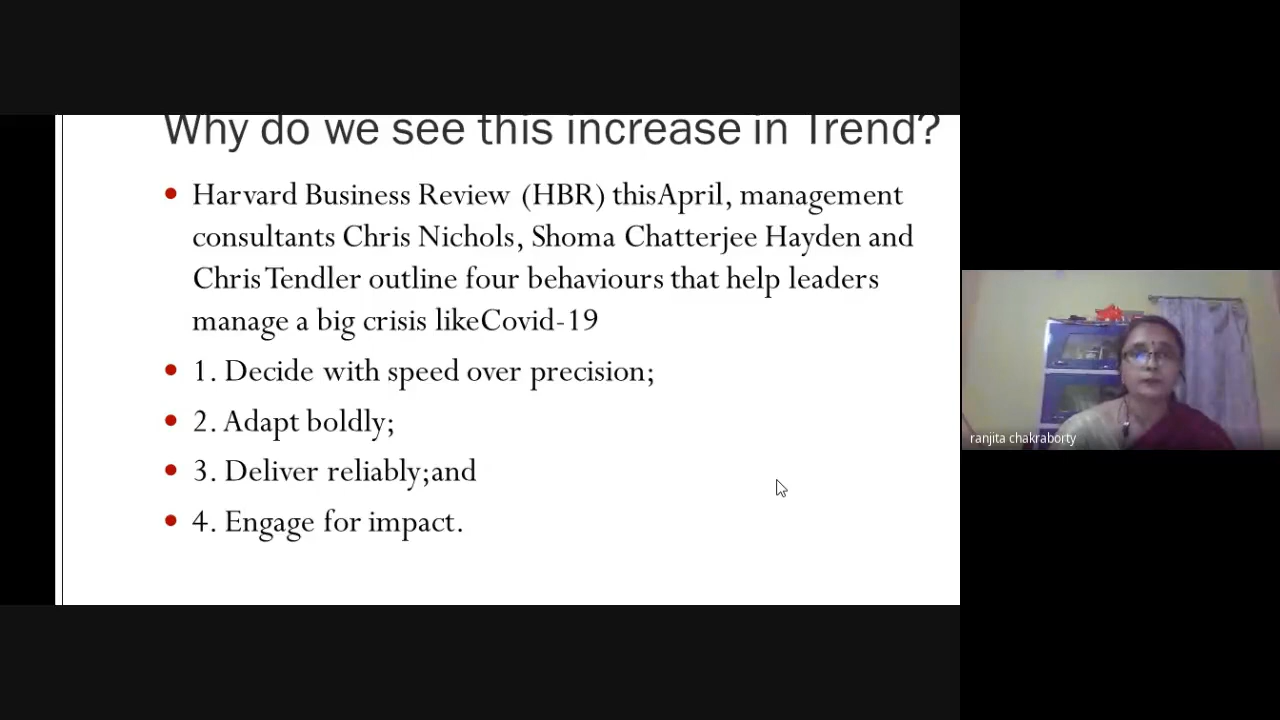 Why do we see this increase in Trend?
Harvard Business Review (HBR) thisApril, management
consultants Chris Nichols, Shoma Chatterjee Hayden and
Chris Tendler outline four behaviours that help leaders
manage a big crisis likeCovid-19
1. Decide with speed over precision;
2. Adapt boldly;
3. Deliver reliably;and
4. Engage for impact.
ranjita chakraborty